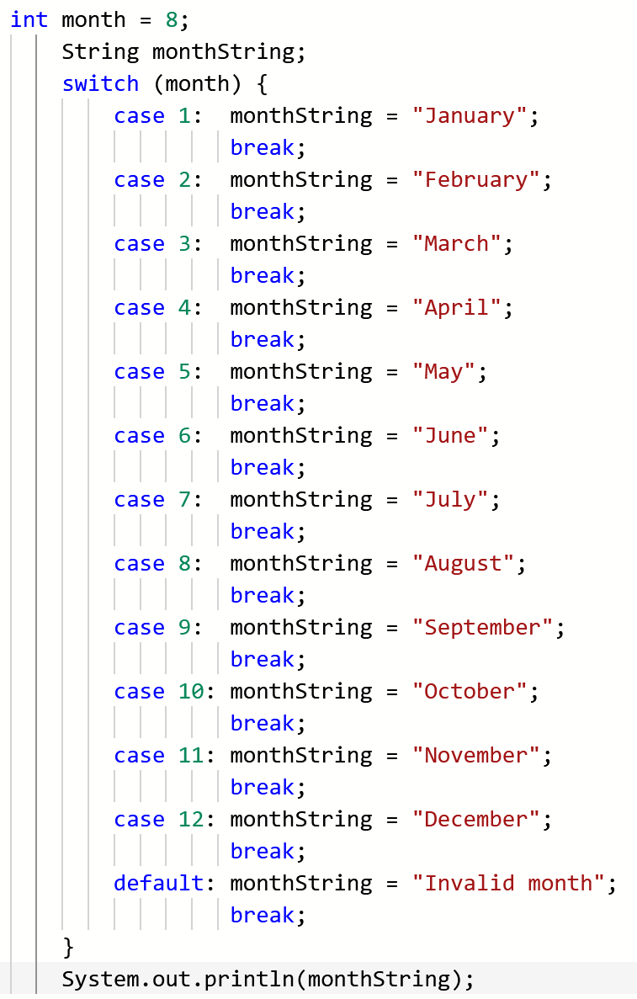 int month = 8;
String monthString;
switch (month) {
case 1:  monthString = "January";
break;
case 2:  monthString = "February";
break;
case 3:  monthString = "March";
break;
case 4:  monthString = "April";
break;
case 5:  monthString = "May";
break;
case 6:  monthString = "June";
break;
case 7:  monthString = "July";
break;
case 8:  monthString = "August";
break;
case 9:  monthString = "September";
break;
case 10: monthString = "October";
break;
case 11: monthString = "November";
break;
case 12: monthString = "December";
break;
default: monthString = "Invalid month";
break;
}
System.out.println(monthString);